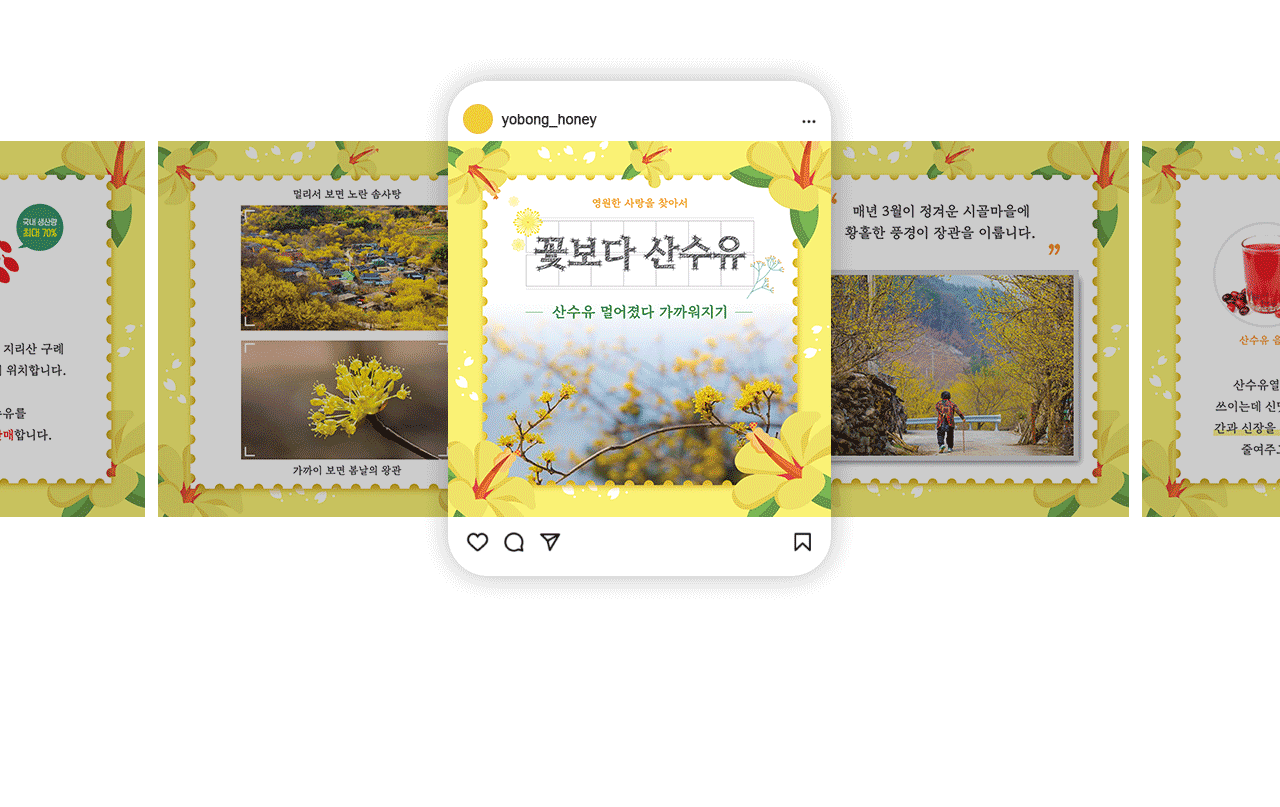 yobong_honey
국내 생산량
최대 70%
지리산 구례
위치합니다.
유를
매합니다.
멀리서 보면 노란 솜사탕
가까이 보면 봄날의 왕관
영원한 사랑을 찾아서
꽃보다 산수유
산수유 멀어졌다 가까워지기
매년 3월이 정겨운 시골마을에
황홀한 풍경이 장관을 이룹니다.
”
산수유
산수유열
쓰이는데
간과 신장을
줄여주고